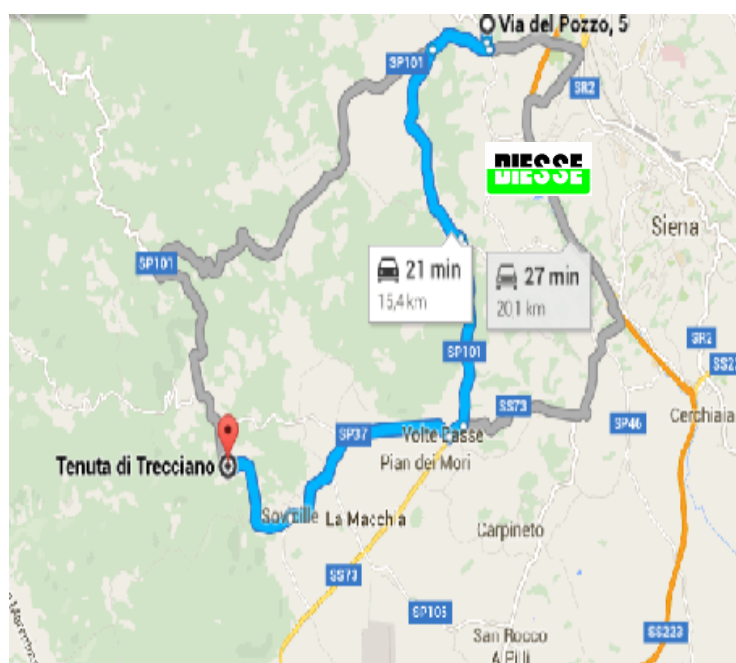 Via del Pozzo, 5
SP101
SR2
BIESSE
Siena
SP101
21 min
15,4 km
27 min
20,1 km
SP101
SR2
SS73
Cerchiaia
SP37
Volte Basse
SP46
Pian dei Mori
Tenuta di Trecciano
Sovicille
La Macchia
Carpineto
SS73
SS223
San Rocco
A Pilli